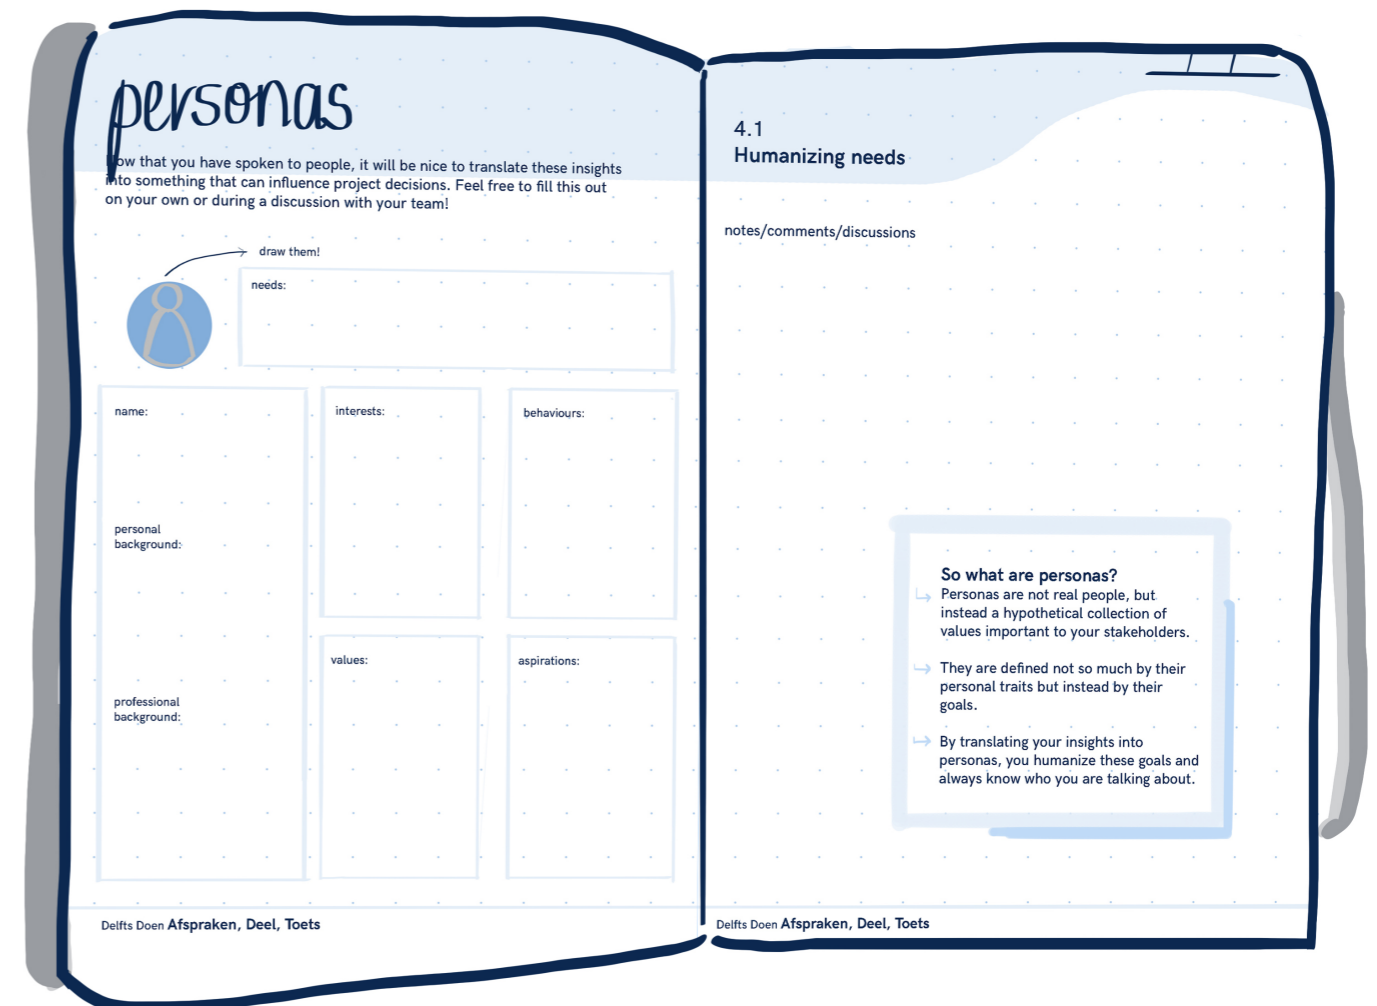 personas
Now that you have spoken to people, it will be nice to translate these insights
into something that can influence project decisions. Feel free to fill this out
on your own or during a discussion with your team!
draw them!
needs:
name:
personal
background:
professional
background:
interests:
behaviours:
values:
aspirations:
Delfts Doen Afspraken, Deel, Toets
4.1
Humanizing needs
notes/comments/discussions
So what are personas?
Personas are not real people, but
instead a hypothetical collection of
values important to your stakeholders.
They are defined not so much by their
personal traits but instead by their
goals.
By translating your insights into
personas, you humanize these goals and
always know who you are talking about.
Delfts Doen Afspraken, Deel, Toets